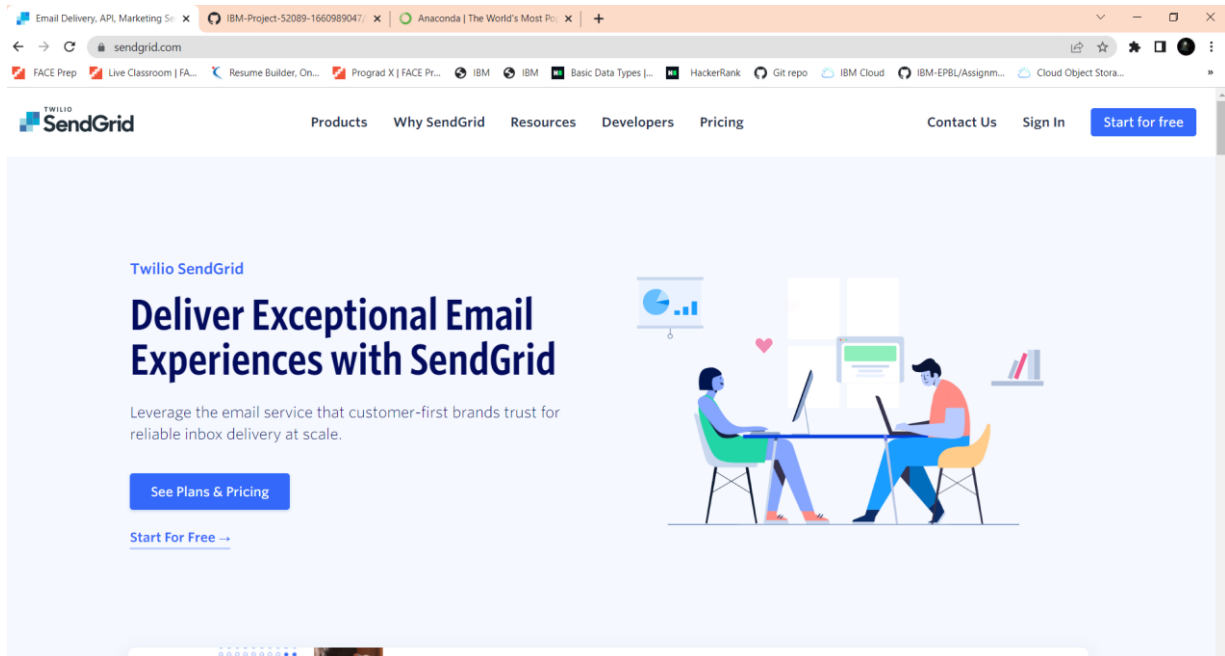 Email Delivery, API, Marketing Se
IBM-Project-52089-1660989047/
Anaconda | The World's Most Po
sendgrid.com
FACE Prep
Live Classroom | FA...
Resume Builder, On...
Prograd X | FACE Pr...
IBM
IBM
Basic Data Types |...
HackerRank
Git repo
IBM Cloud
IBM-EPBL/Assignm...
Cloud Object Stora...
»
TWILIO
SendGrid
Products
Why SendGrid
Resources
Developers
Pricing
Contact Us
Sign In
Start for free
Twilio SendGrid
Deliver Exceptional Email
Experiences with SendGrid
Leverage the email service that customer-first brands trust for
reliable inbox delivery at scale.
See Plans & Pricing
Start For Free →